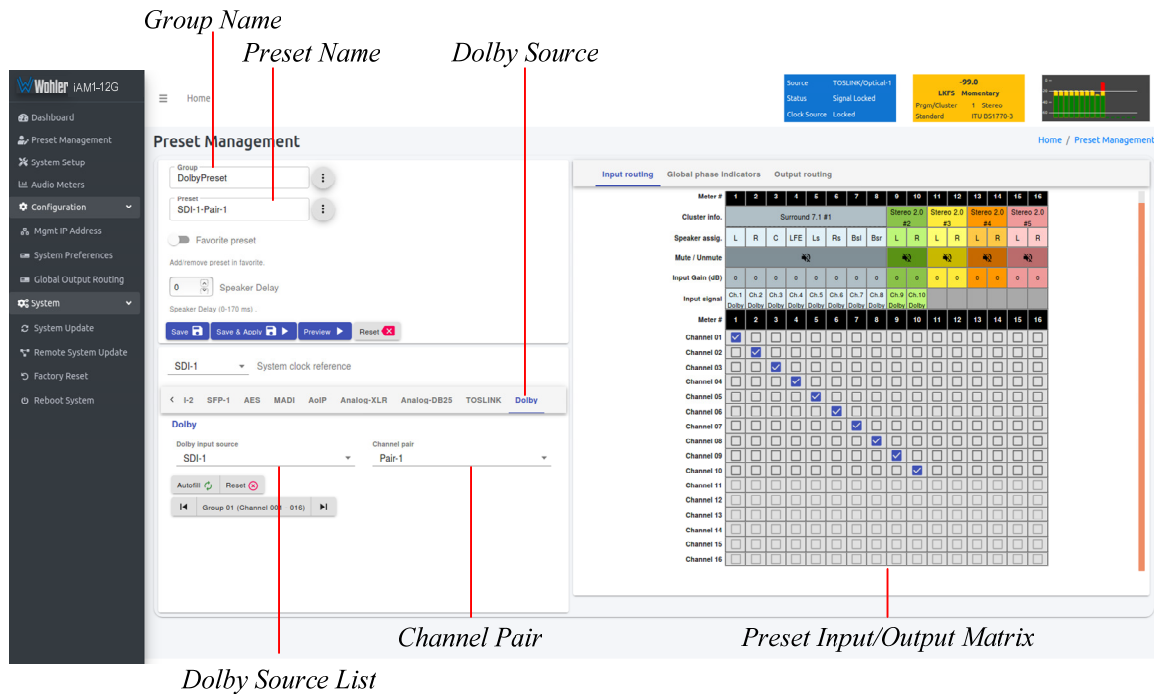 Group Name
Preset Name
Dolby Source
Wohler iAM1-12G
Home
Source TOSLINK/Optical-1
Status Signal Locked
Clock Source Locked
-99.0
LKFS Momentary
Prgm/Cluster 1 Stereo
Standard ITU BS1770-3
Dashboard
Preset Management
System Setup
Audio Meters
Configuration
Mgmt IP Address
System Preferences
Global Output Routing
System
System Update
Remote System Update
Factory Reset
Reboot System
Preset Management
Home / Preset Management
Group
DolbyPreset
Preset
SDI-1-Pair-1
Favorite preset
Add/remove preset in favorite.
0 Speaker Delay
Speaker Delay (0-170 ms) .
Save
Save & Apply
Preview
Reset
SDI-1 System clock reference
I-2 SFP-1 AES MADI AoIP Analog-XLR Analog-DB25 TOSLINK Dolby
Dolby
Dolby input source Channel pair
SDI-1 Pair-1
Autofill Reset
Group 01 (Channel 001 016)
Input routing Global phase indicators Output routing
Meter # 1 2 3 4 5 6 7 8 9 10 11 12 13 14 15 16
Cluster info. Surround 7.1 #1 Stereo 2.0 #2 Stereo 2.0 #3 Stereo 2.0 #4 Stereo 2.0 #5
Speaker assig. L R C LFE Ls Rs Bsl Bsr L R L R L R L R
Mute / Unmute
Input Gain (dB) 0 0 0 0 0 0 0 0 0 0 0 0 0 0 0 0
Input signal Ch.1 Dolby Ch.2 Dolby Ch.3 Dolby Ch.4 Dolby Ch.5 Dolby Ch.6 Dolby Ch.7 Dolby Ch.8 Dolby Ch.9 Dolby Ch.10 Dolby
Meter # 1 2 3 4 5 6 7 8 9 10 11 12 13 14 15 16
Channel 01
Channel 02
Channel 03
Channel 04
Channel 05
Channel 06
Channel 07
Channel 08
Channel 09
Channel 10
Channel 11
Channel 12
Channel 13
Channel 14
Channel 15
Channel 16
Channel Pair
Preset Input/Output Matrix
Dolby Source List